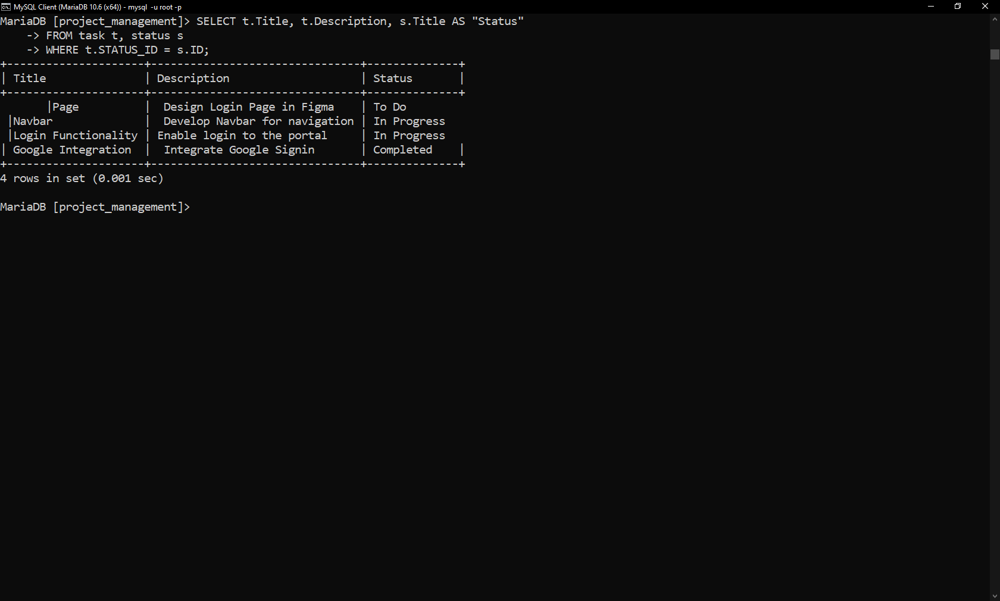 MySQL Client (MariaDB 10.6 (x64)) - mysql  -u root -p
MariaDB [project_management]> SELECT t.Title, t.Description, s.Title AS "Status"
    -> FROM task t, status s
    -> WHERE t.STATUS_ID = s.ID;
+---------------------+--------------------------------+--------------+
| Title               | Description                    | Status       |
+---------------------+--------------------------------+--------------+
       |Page          |  Design Login Page in Figma    | To Do
 |Navbar              |  Develop Navbar for navigation | In Progress
 |Login Functionality | Enable login to the portal     | In Progress
| Google Integration  |  Integrate Google Signin       | Completed    |
+---------------------+--------------------------------+--------------+
4 rows in set (0.001 sec)

MariaDB [project_management]>